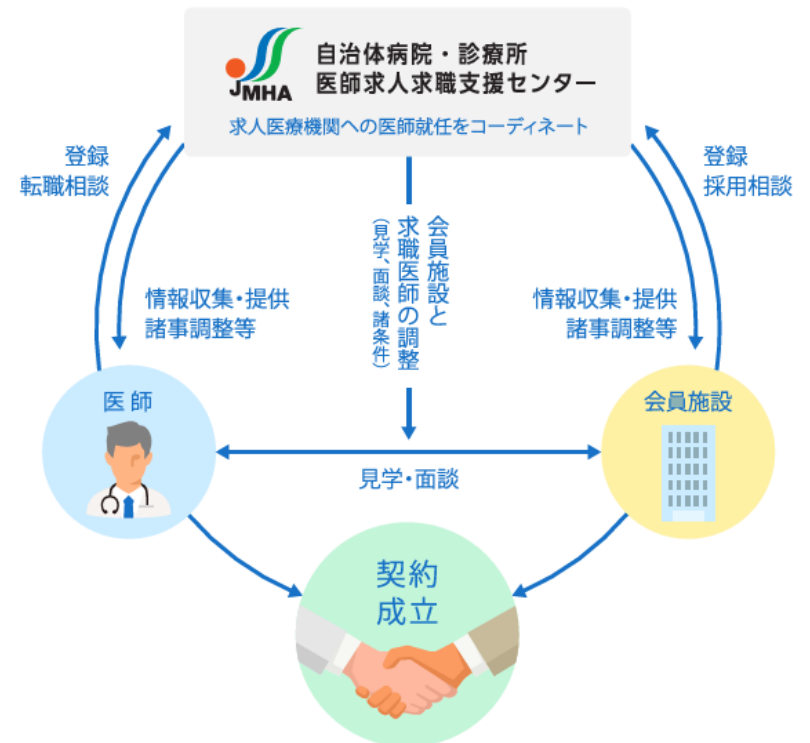 JMHA
自治体病院・診療所
医師求人求職支援センター
求人医療機関への医師就任をコーディネート
登録
転職相談
登録
採用相談
会員施設と
求職医師の調整
(見学、面談、諸条件)
情報収集・提供
諸事調整等
情報収集・提供
諸事調整等
医師
会員施設
見学・面談
契約
成立